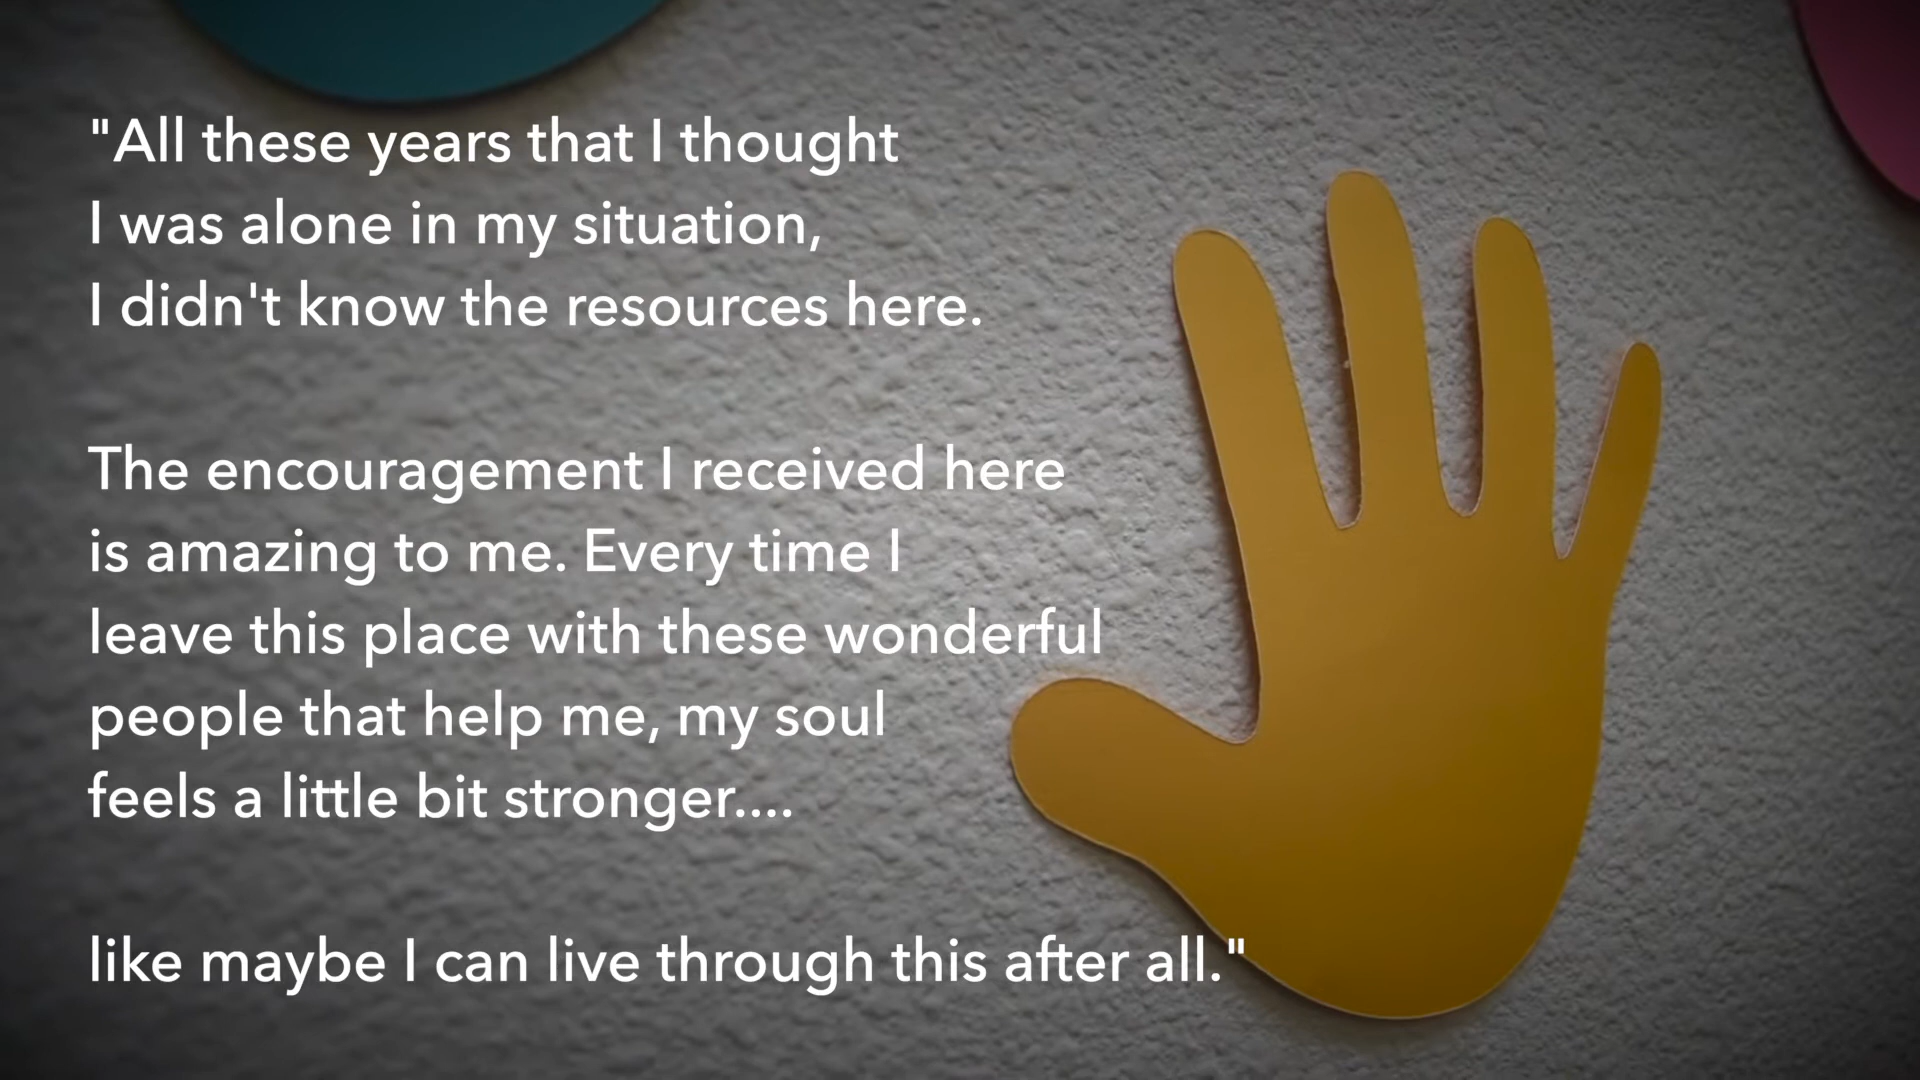 "All these years that I thought
I was alone in my situation,
I didn't know the resources here.
The encouragement I received here
is amazing to me. Every time I
leave this place with these wonderful
people that help me, my soul
feels a little bit stronger....
like maybe I can live through this after all."